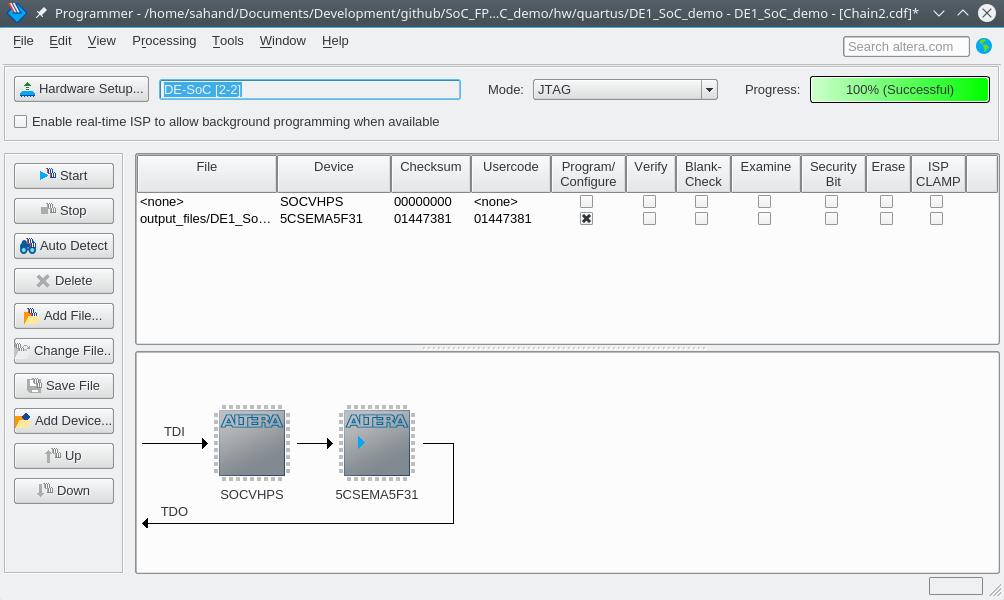 Programmer - /home/sahand/Documents/Development/github/SoC_FP...C_demo/hw/quartus/DE1_SoC_demo - DE1_SoC_demo - [Chain2.cdf]*
File Edit View Processing Tools Window Help
Search altera.com
Hardware Setup... DE-SoC [2-2] Mode: JTAG Progress: 100% (Successful)
Enable real-time ISP to allow background programming when available
Start
Stop
Auto Detect
Delete
Add File...
Change File..
Save File
Add Device...
Up
Down
File Device Checksum Usercode Program/ Verify Blank- Examine Security Erase ISP
Configure Check Bit CLAMP
<none> SOCVHPS 00000000 <none>
output_files/DE1_So... 5CSEMA5F31 01447381 01447381
ALTERA ALTERA
TDI
SOCVHPS 5CSEMA5F31
TDO